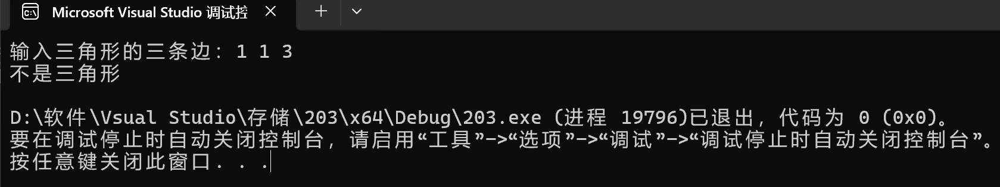 Microsoft Visual Studio 调试控
输入三角形的三条边：1 1 3
不是三角形
D:\软件\Vsual Studio\存储\203\x64\Debug\203.exe (进程 19796)已退出，代码为 0 (0x0)。
要在调试停止时自动关闭控制台，请启用“工具”->“选项”->“调试”->“调试停止时自动关闭控制台”。
按任意键关闭此窗口. . .